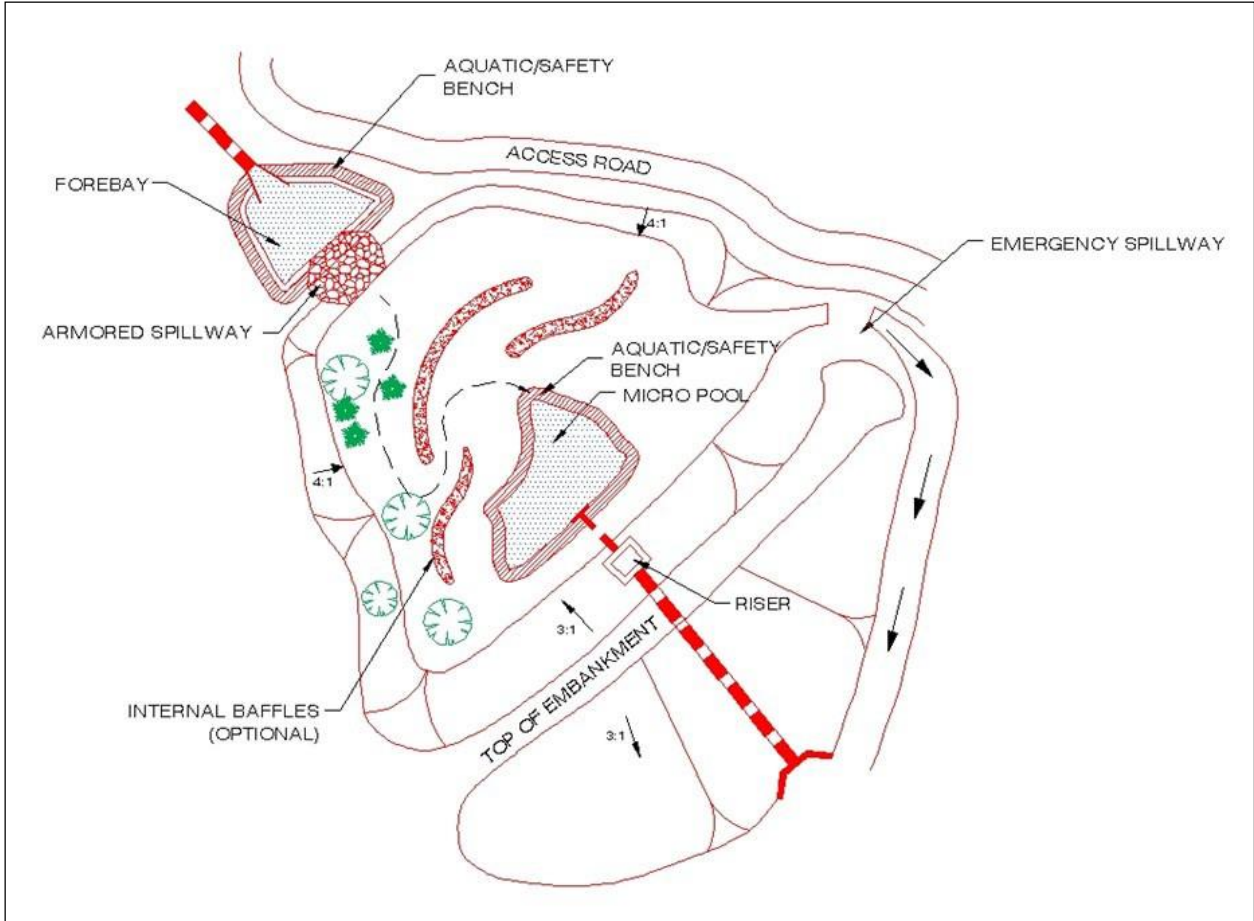 AQUATIC/SAFETY
BENCH
ACCESS ROAD
FOREBAY
4:1
EMERGENCY SPILLWAY
ARMORED SPILLWAY
AQUATIC/SAFETY
BENCH
MICRO POOL
4:1
RISER
3:1
INTERNAL BAFFLES
(OPTIONAL)
TOP OF EMBANKMENT
3:1